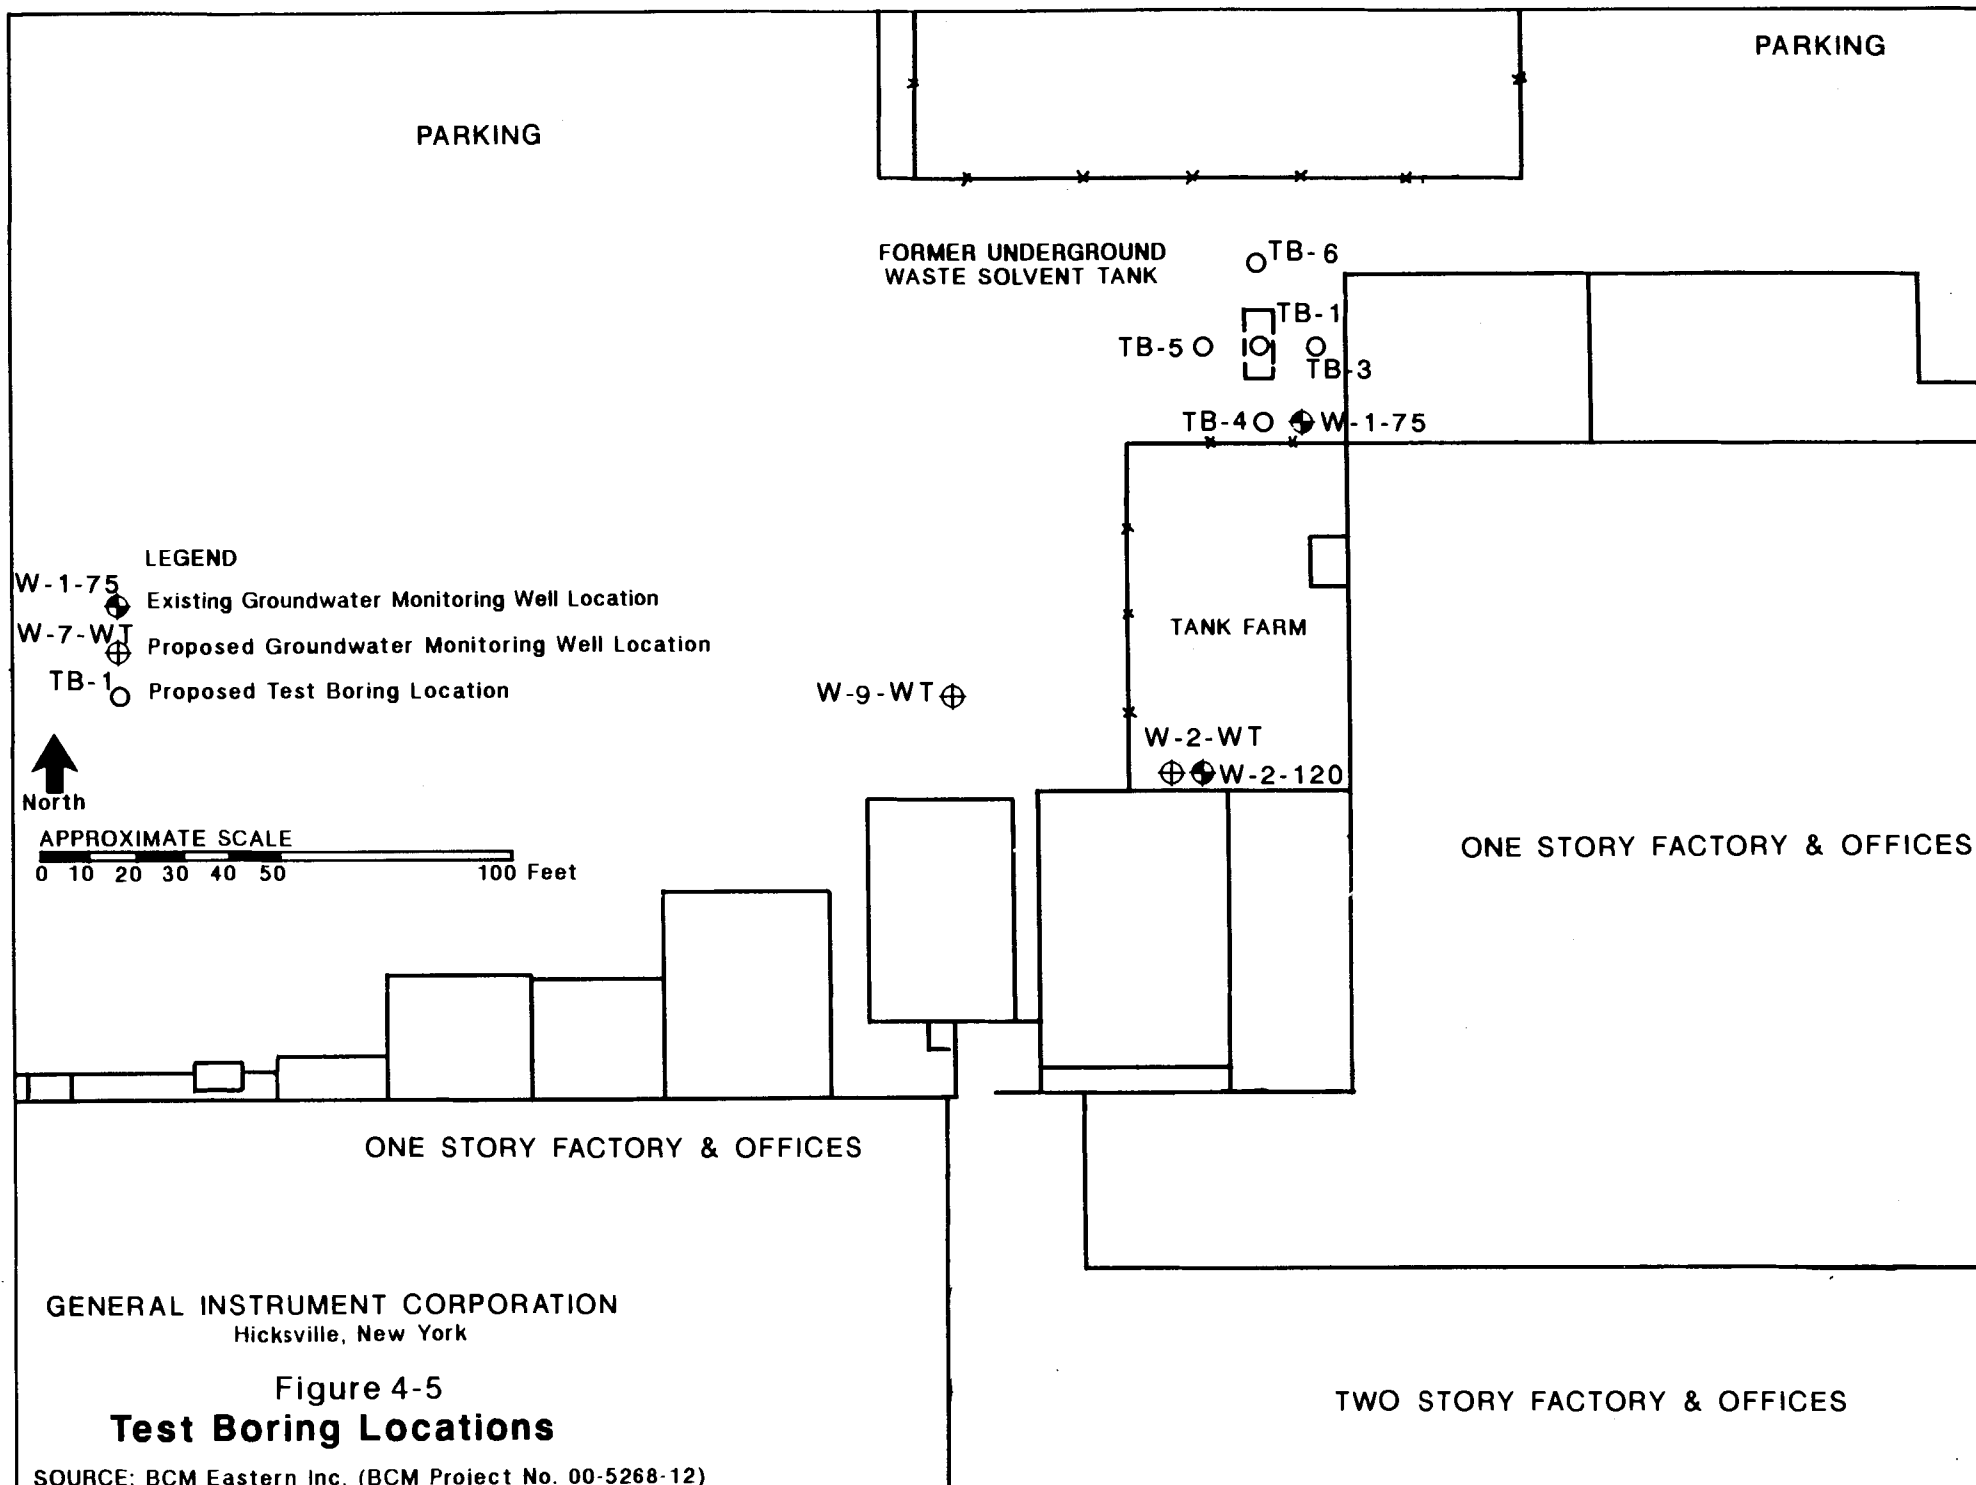 PARKING
PARKING
FORMER UNDERGROUND
WASTE SOLVENT TANK
TB-6
TB-1
TB-5
TB-3
TB-4
W-1-75
LEGEND
W-1-75
Existing Groundwater Monitoring Well Location
W-7-WT
Proposed Groundwater Monitoring Well Location
TB-1
Proposed Test Boring Location
TANK FARM
W-9-WT
W-2-WT
W-2-120
North
APPROXIMATE SCALE
0 10 20 30 40 50 100 Feet
ONE STORY FACTORY & OFFICES
ONE STORY FACTORY & OFFICES
GENERAL INSTRUMENT CORPORATION
Hicksville, New York
Figure 4-5
Test Boring Locations
TWO STORY FACTORY & OFFICES
SOURCE: BCM Eastern Inc. (BCM Project No. 00-5268-12)